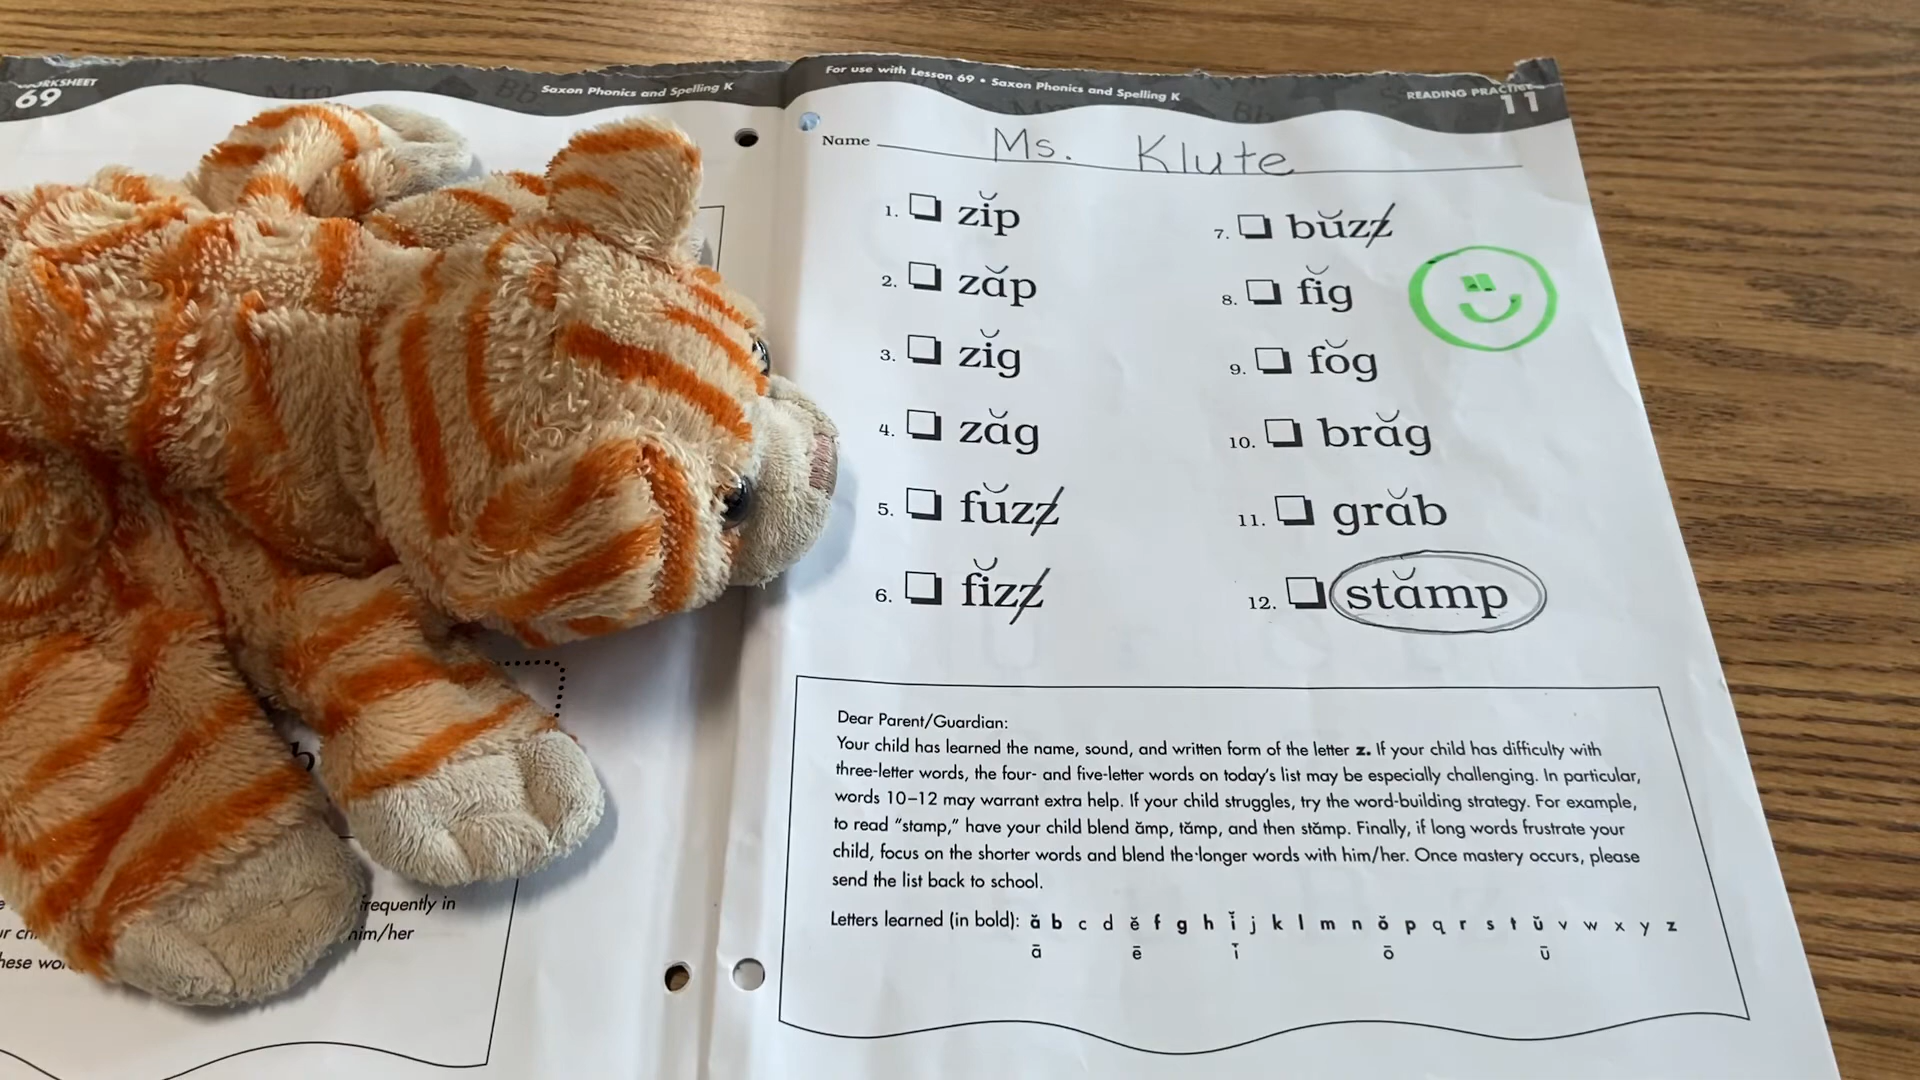 WORKSHEET
69
Saxon Phonics and Spelling K
frequently in
him/her
For use with Lesson 69 • Saxon Phonics and Spelling K
READING PRACTICE
11
Name Ms. Klute
1. zĭp
2. zăp
3. zĭg
4. zăg
5. fŭzz
6. fĭzz
7. bŭzz
8. fĭg
9. fŏg
10. brăg
11. grăb
12. stămp
Dear Parent/Guardian:
Your child has learned the name, sound, and written form of the letter z. If your child has difficulty with
three-letter words, the four- and five-letter words on today's list may be especially challenging. In particular,
words 10–12 may warrant extra help. If your child struggles, try the word-building strategy. For example,
to read "stamp," have your child blend ămp, tămp, and then stămp. Finally, if long words frustrate your
child, focus on the shorter words and blend the longer words with him/her. Once mastery occurs, please
send the list back to school.
Letters learned (in bold): ă b c d ĕ f g h ĭ j k l m n ŏ p q r s t ŭ v w x y z
ā ē ī ō ū